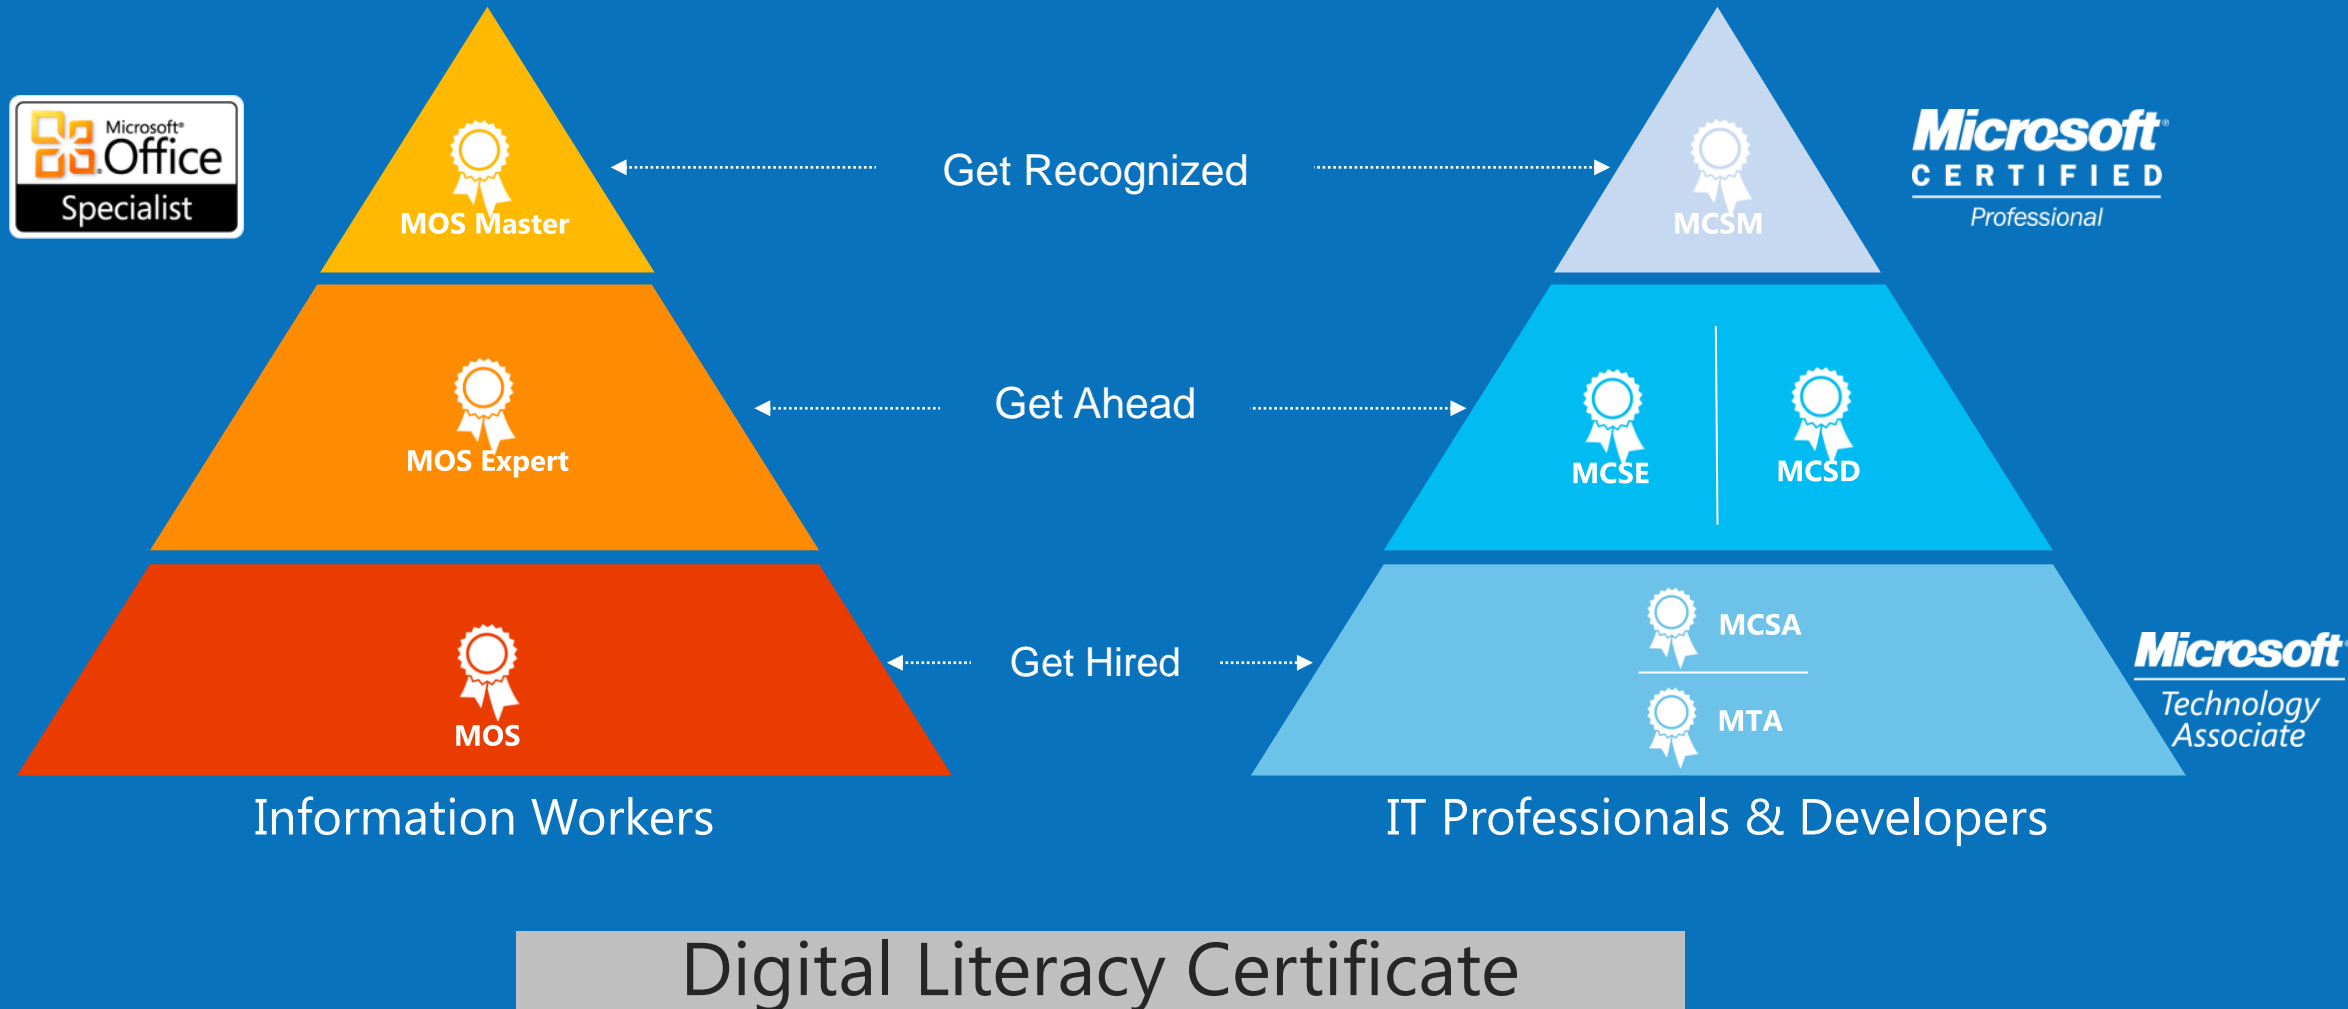 Microsoft®
Office
Specialist
MOS Master
Get Recognized
MCSM
Microsoft®
CERTIFIED
Professional
MOS Expert
Get Ahead
MCSE
MCSD
MOS
Get Hired
MCSA
MTA
Microsoft
Technology
Associate
Information Workers
IT Professionals & Developers
Digital Literacy Certificate